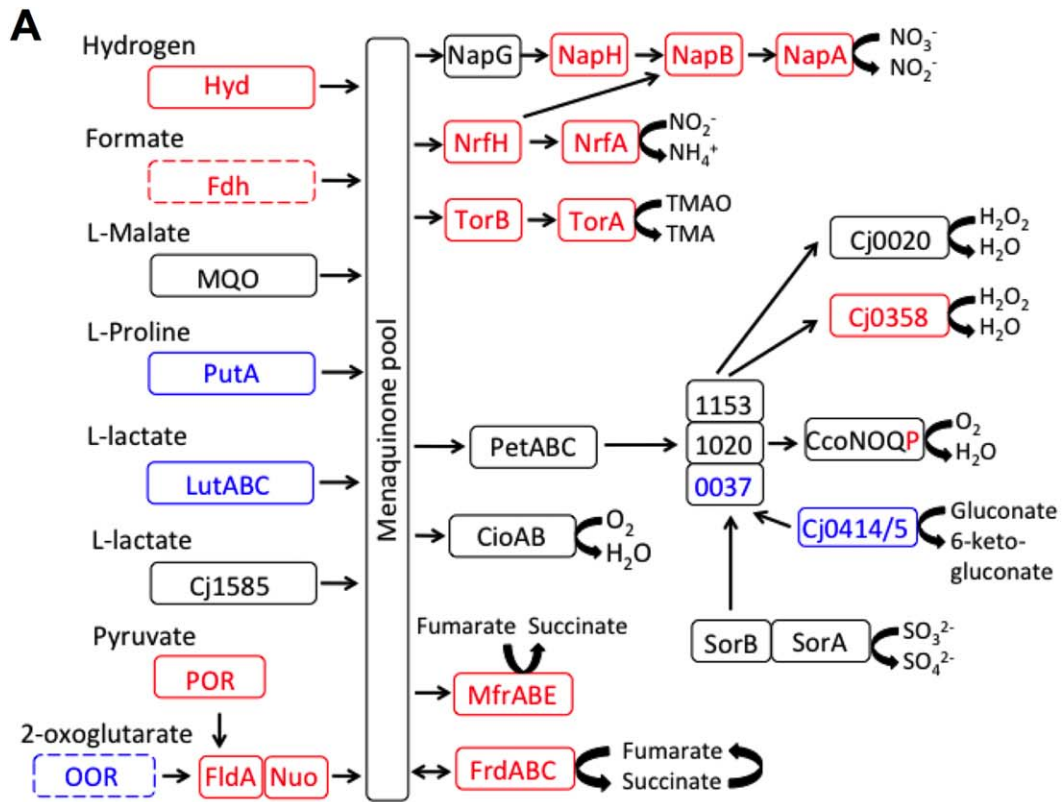 A
Hydrogen
Hyd
Formate
Fdh
L-Malate
MQO
L-Proline
PutA
L-lactate
LutABC
L-lactate
Cj1585
Pyruvate
POR
2-oxoglutarate
OOR
FldA
Nuo
Menaquinone pool
NapG
NapH
NapB
NapA
NO₃⁻
NO₂⁻
NrfH
NrfA
NO₂⁻
NH₄⁺
TorB
TorA
TMAO
TMA
Cj0020
H₂O₂
H₂O
Cj0358
H₂O₂
H₂O
PetABC
1153
1020
0037
CcoNOQP
O₂
H₂O
CioAB
O₂
H₂O
Cj0414/5
Gluconate
6-keto-
gluconate
SorB
SorA
SO₃²⁻
SO₄²⁻
Fumarate Succinate
MfrABE
FrdABC
Fumarate
Succinate